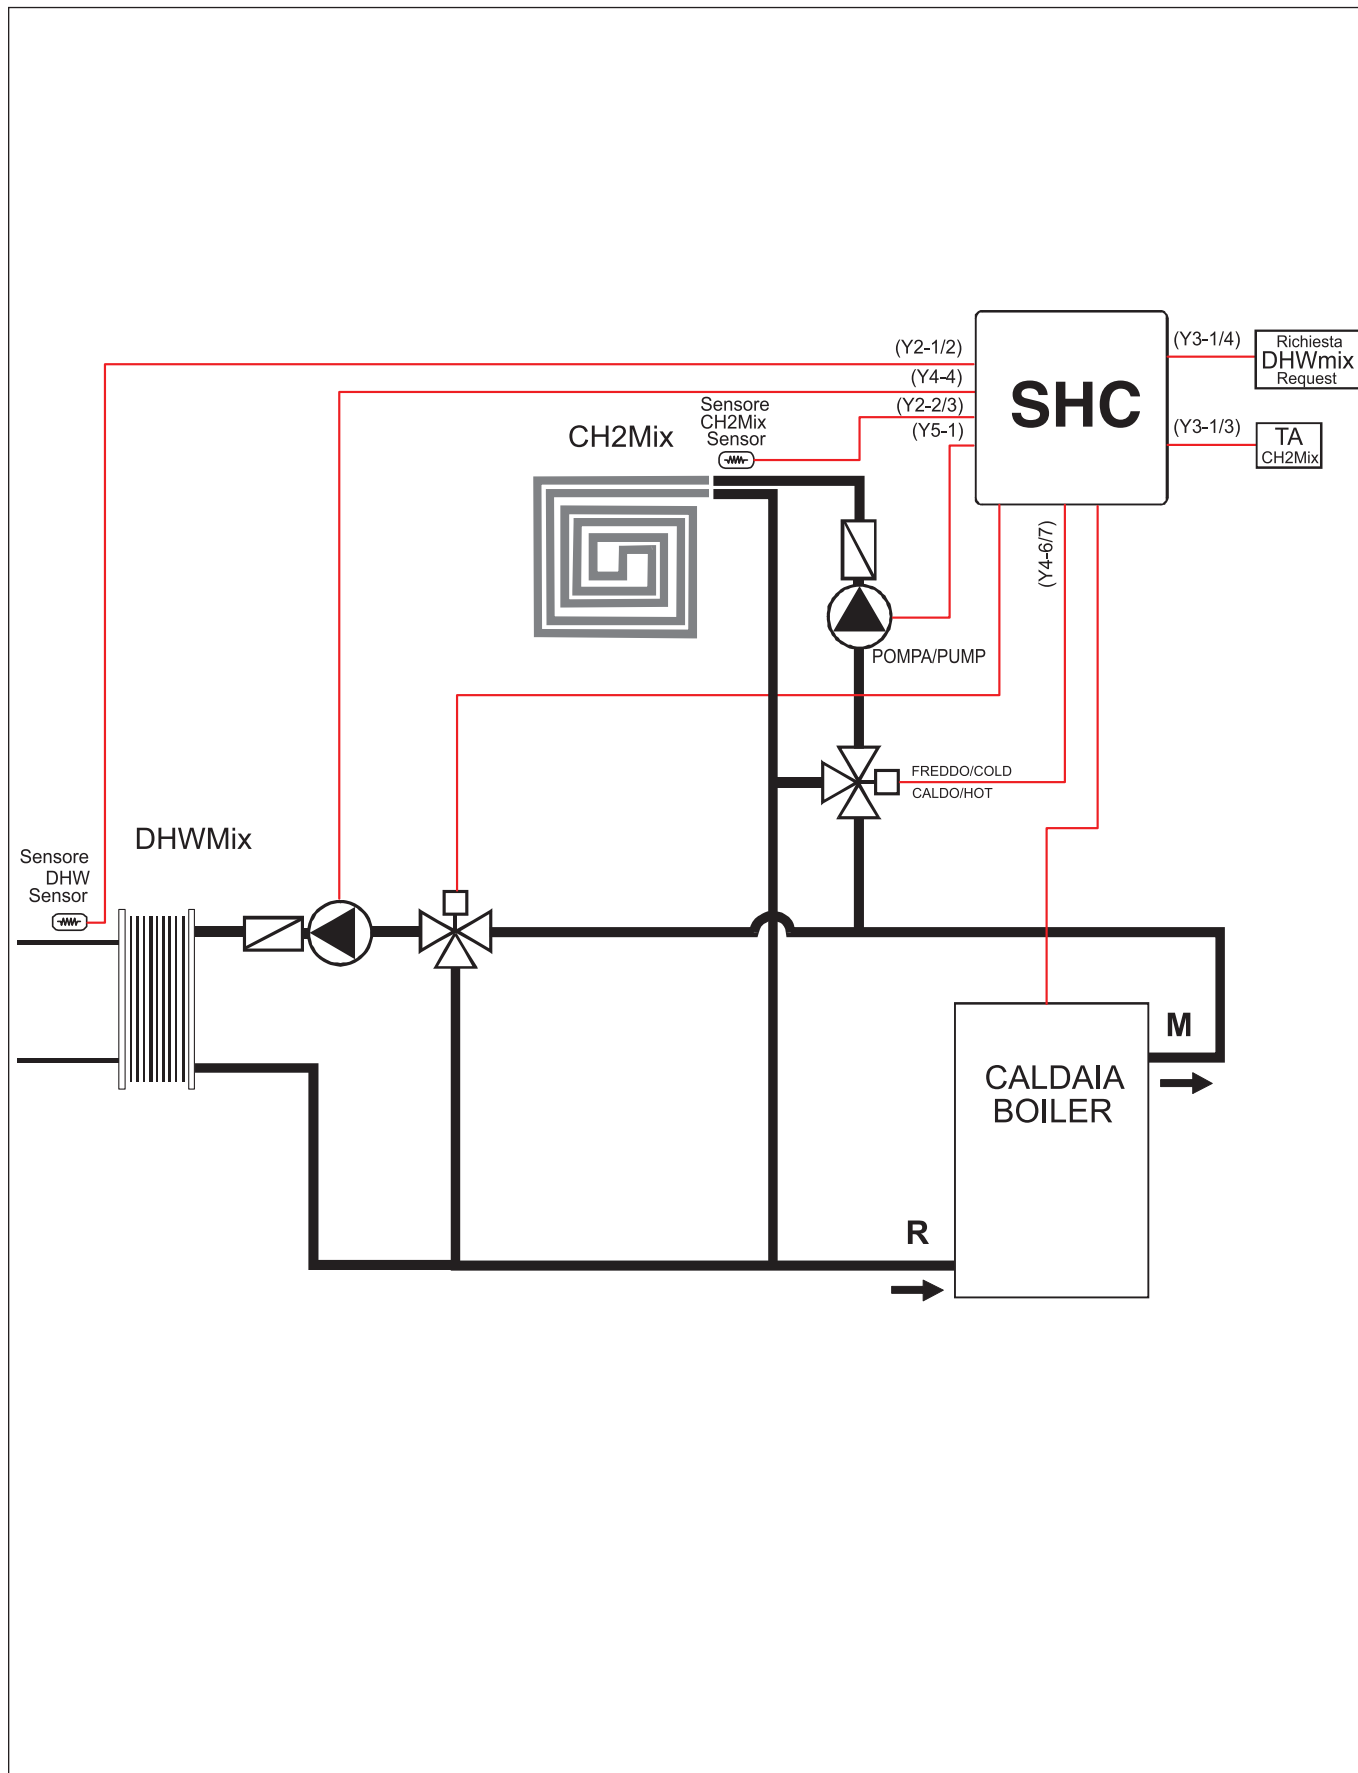 (Y2-1/2)
(Y4-4)
(Y2-2/3)
(Y5-1)
SHC
(Y3-1/4)
Richiesta
DHWmix
Request
(Y3-1/3)
TA
CH2Mix
Sensore
CH2Mix
Sensor
CH2Mix
(Y4-6/7)
POMPA/PUMP
FREDDO/COLD
CALDO/HOT
DHWMix
Sensore
DHW
Sensor
M
CALDAIA
BOILER
R